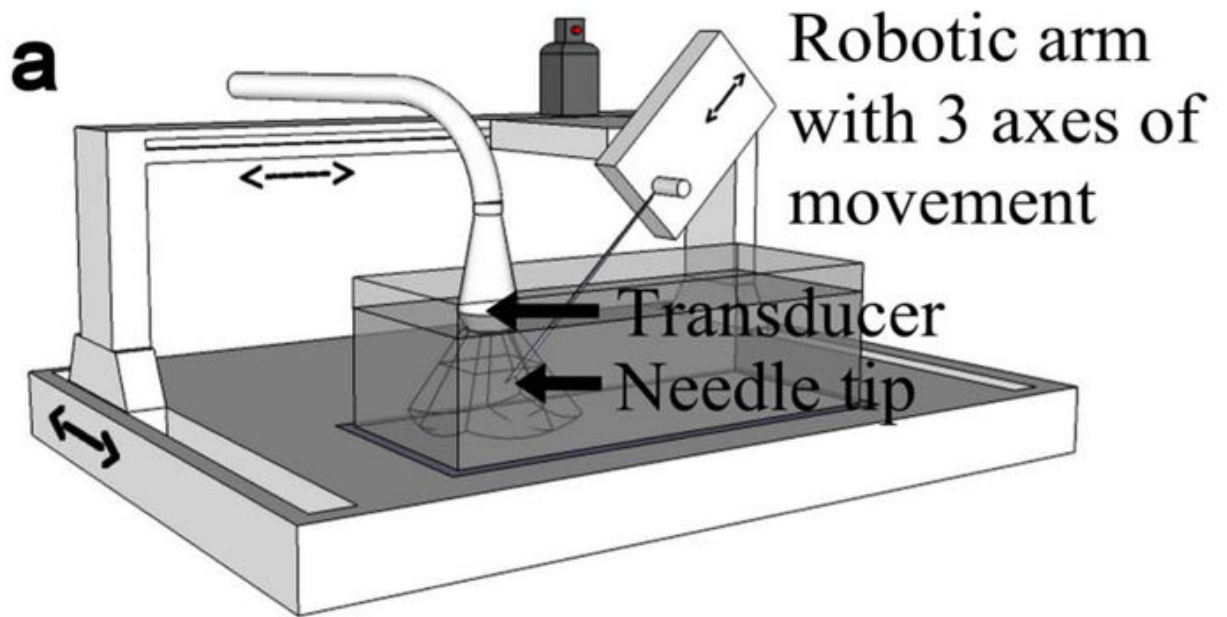 a
Robotic arm
with 3 axes of
movement
Transducer
Needle tip